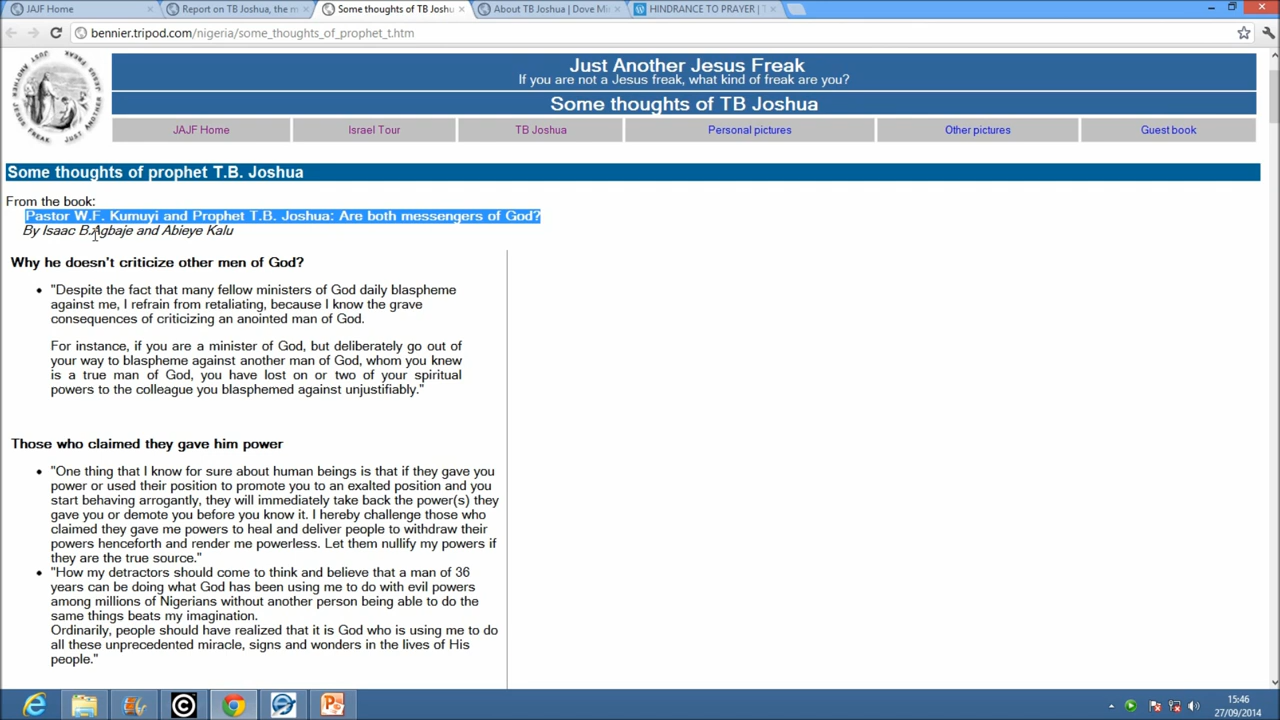 JAJF Home
Report on TB Joshua, the m
Some thoughts of TB Joshu
About TB Joshua | Dove Mi
HINDRANCE TO PRAYER | T
bennier.tripod.com/nigeria/some_thoughts_of_prophet_t.htm
JUST ANOTHER JESUS FREAK
Just Another Jesus Freak
If you are not a Jesus freak, what kind of freak are you?
Some thoughts of TB Joshua
JAJF Home
Israel Tour
TB Joshua
Personal pictures
Other pictures
Guest book
Some thoughts of prophet T.B. Joshua
From the book:
Pastor W.F. Kumuyi and Prophet T.B. Joshua: Are both messengers of God?
By Isaac B.Agbaje and Abieye Kalu
Why he doesn't criticize other men of God?
• "Despite the fact that many fellow ministers of God daily blaspheme
against me, I refrain from retaliating, because I know the grave
consequences of criticizing an anointed man of God.
For instance, if you are a minister of God, but deliberately go out of
your way to blaspheme against another man of God, whom you knew
is a true man of God, you have lost on or two of your spiritual
powers to the colleague you blasphemed against unjustifiably."
Those who claimed they gave him power
• "One thing that I know for sure about human beings is that if they gave you
power or used their position to promote you to an exalted position and you
start behaving arrogantly, they will immediately take back the power(s) they
gave you or demote you before you know it. I hereby challenge those who
claimed they gave me powers to heal and deliver people to withdraw their
powers henceforth and render me powerless. Let them nullify my powers if
they are the true source."
• "How my detractors should come to think and believe that a man of 36
years can be doing what God has been using me to do with evil powers
among millions of Nigerians without another person being able to do the
same things beats my imagination.
Ordinarily, people should have realized that it is God who is using me to do
all these unprecedented miracle, signs and wonders in the lives of His
people."
15:46
27/09/2014